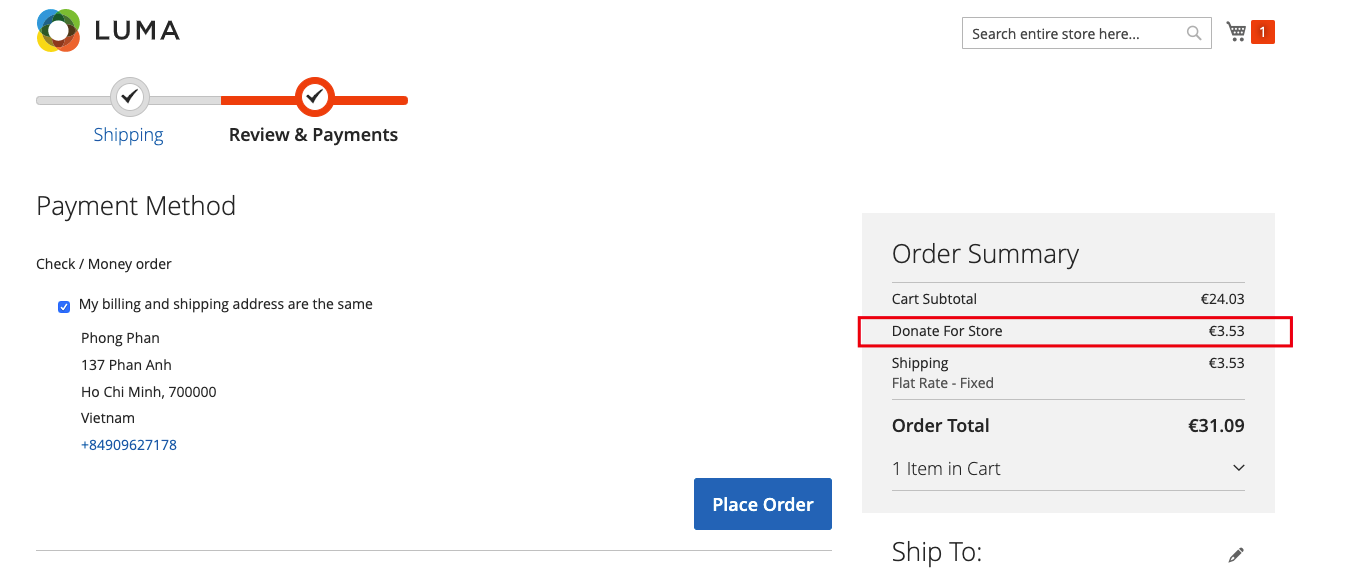 LUMA
Search entire store here...
1
Shipping
Review & Payments
Payment Method
Check / Money order
My billing and shipping address are the same
Phong Phan
137 Phan Anh
Ho Chi Minh, 700000
Vietnam
+84909627178
Place Order
Order Summary
Cart Subtotal €24.03
Donate For Store €3.53
Shipping €3.53
Flat Rate - Fixed
Order Total €31.09
1 Item in Cart
Ship To: